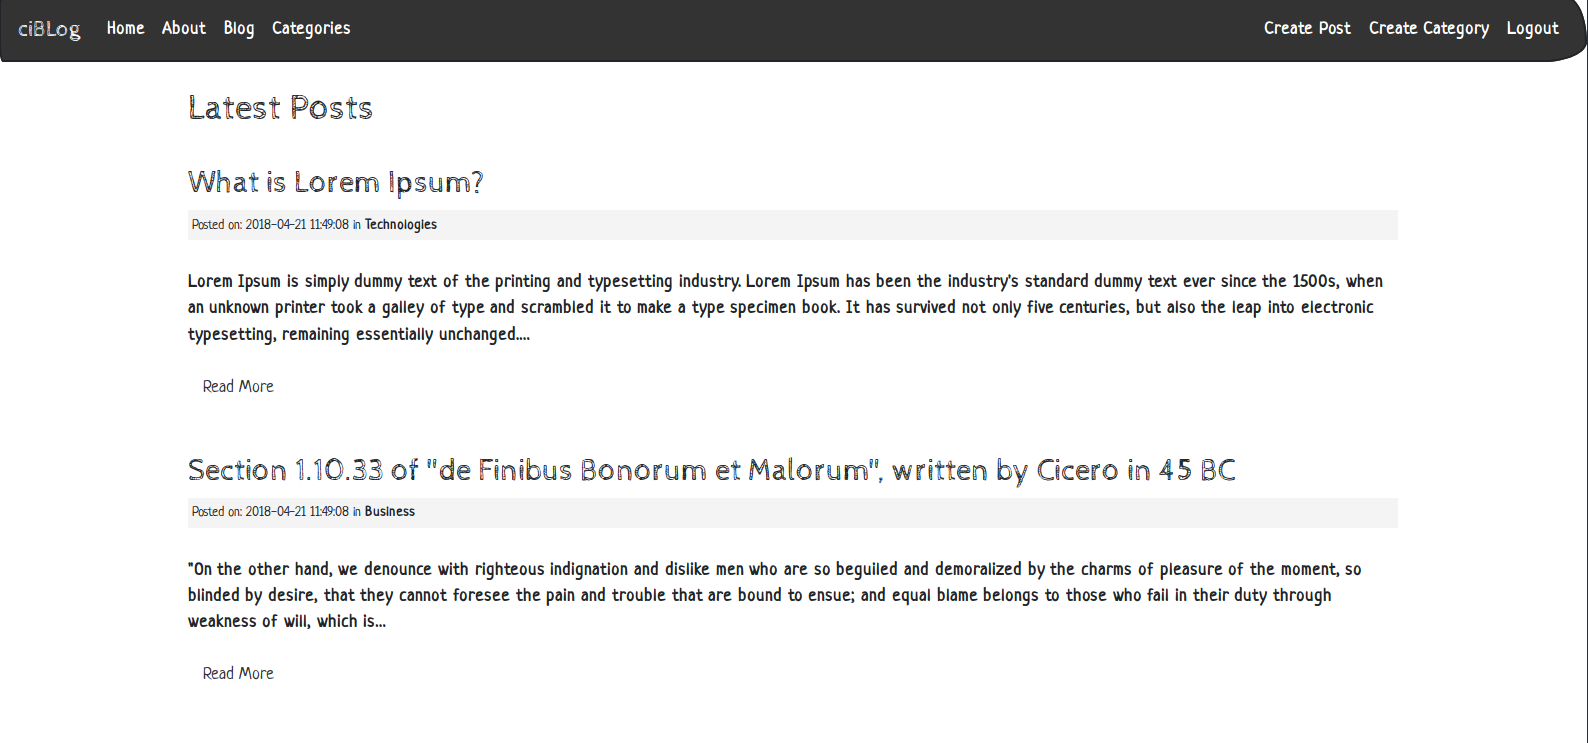 ciBLog Home About Blog Categories Create Post Create Category Logout
Latest Posts
What is Lorem Ipsum?
Posted on: 2018-04-21 11:49:08 in Technologies
Lorem Ipsum is simply dummy text of the printing and typesetting industry. Lorem Ipsum has been the industry's standard dummy text ever since the 1500s, when
an unknown printer took a galley of type and scrambled it to make a type specimen book. It has survived not only five centuries, but also the leap into electronic
typesetting, remaining essentially unchanged....
Read More
Section 1.10.33 of "de Finibus Bonorum et Malorum", written by Cicero in 45 BC
Posted on: 2018-04-21 11:49:08 in Business
"On the other hand, we denounce with righteous indignation and dislike men who are so beguiled and demoralized by the charms of pleasure of the moment, so
blinded by desire, that they cannot foresee the pain and trouble that are bound to ensue; and equal blame belongs to those who fail in their duty through
weakness of will, which is...
Read More